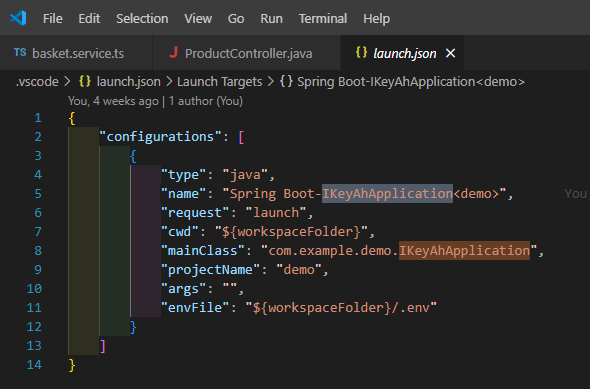 File Edit Selection View Go Run Terminal Help
TS basket.service.ts J ProductController.java {} launch.json ×
.vscode > {} launch.json > Launch Targets > {} Spring Boot-IKeyAhApplication<demo>
You, 4 weeks ago | 1 author (You)
1 {
2 "configurations": [
3 {
4 "type": "java",
5 "name": "Spring Boot-IKeyAhApplication<demo>", You
6 "request": "launch",
7 "cwd": "${workspaceFolder}",
8 "mainClass": "com.example.demo.IKeyAhApplication",
9 "projectName": "demo",
10 "args": "",
11 "envFile": "${workspaceFolder}/.env"
12 }
13 ]
14 }